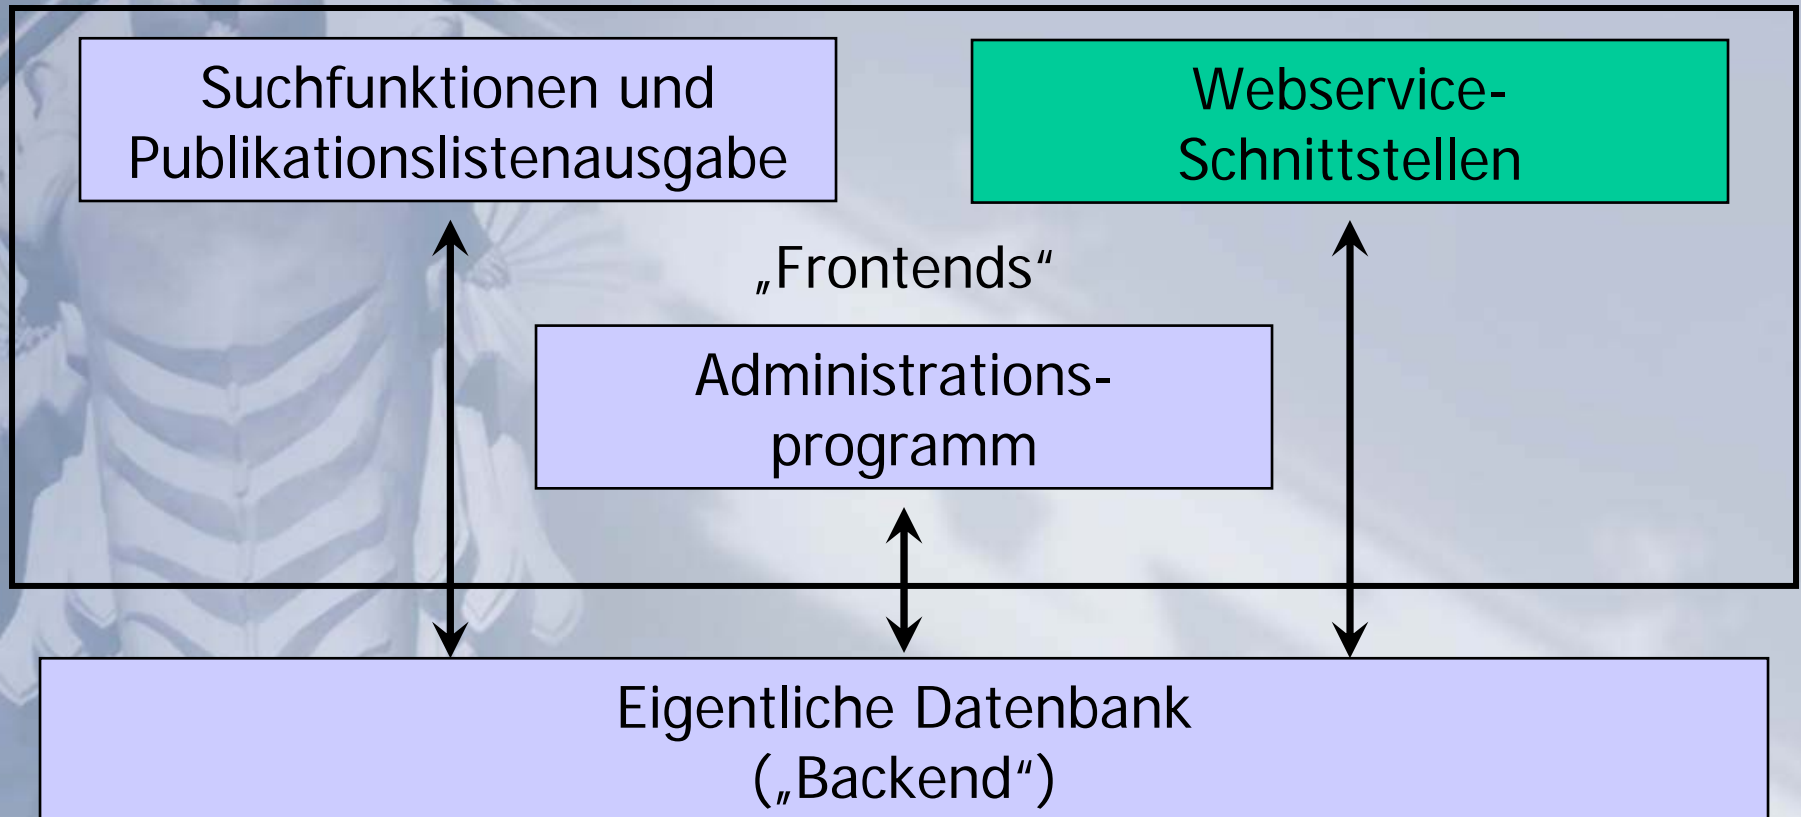 Suchfunktionen und
Publikationslistenausgabe
Webservice-
Schnittstellen
„Frontends“
Administrations-
programm
Eigentliche Datenbank
(„Backend“)